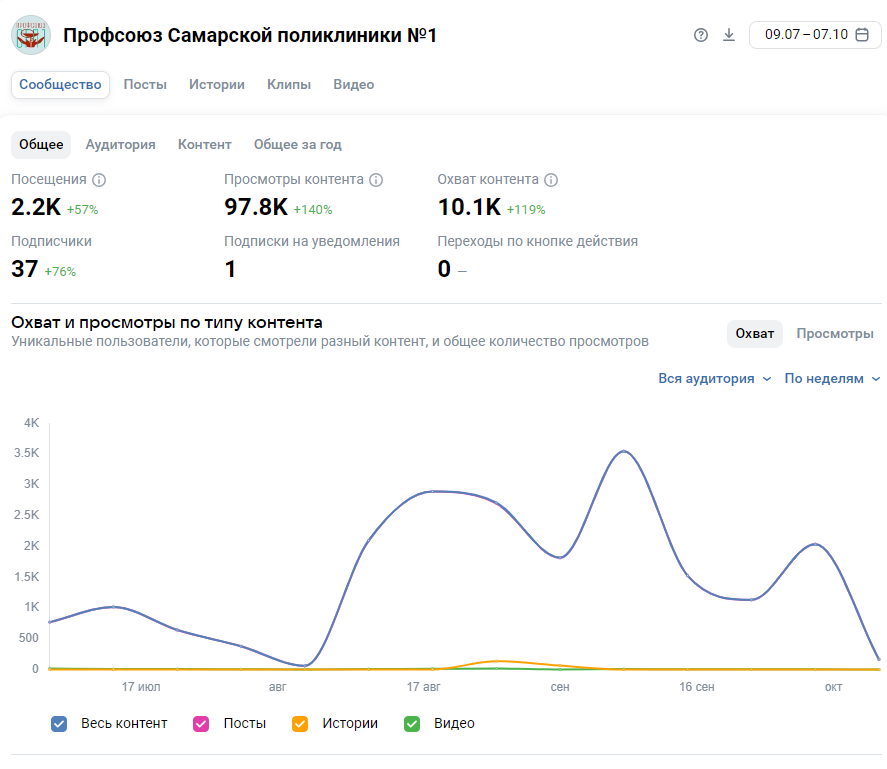 ПРОФСОЮЗ
Профсоюз Самарской поликлиники №1
09.07 – 07.10
Сообщество Посты Истории Клипы Видео
Общее Аудитория Контент Общее за год
Посещения Просмотры контента Охват контента
2.2K +57% 97.8K +140% 10.1K +119%
Подписчики Подписки на уведомления Переходы по кнопке действия
37 +76% 1 0 –
Охват и просмотры по типу контента
Уникальные пользователи, которые смотрели разный контент, и общее количество просмотров
Охват Просмотры
Вся аудитория По неделям
4K
3.5K
3K
2.5K
2K
1.5K
1K
500
0
17 июл авг 17 авг сен 16 сен окт
Весь контент Посты Истории Видео